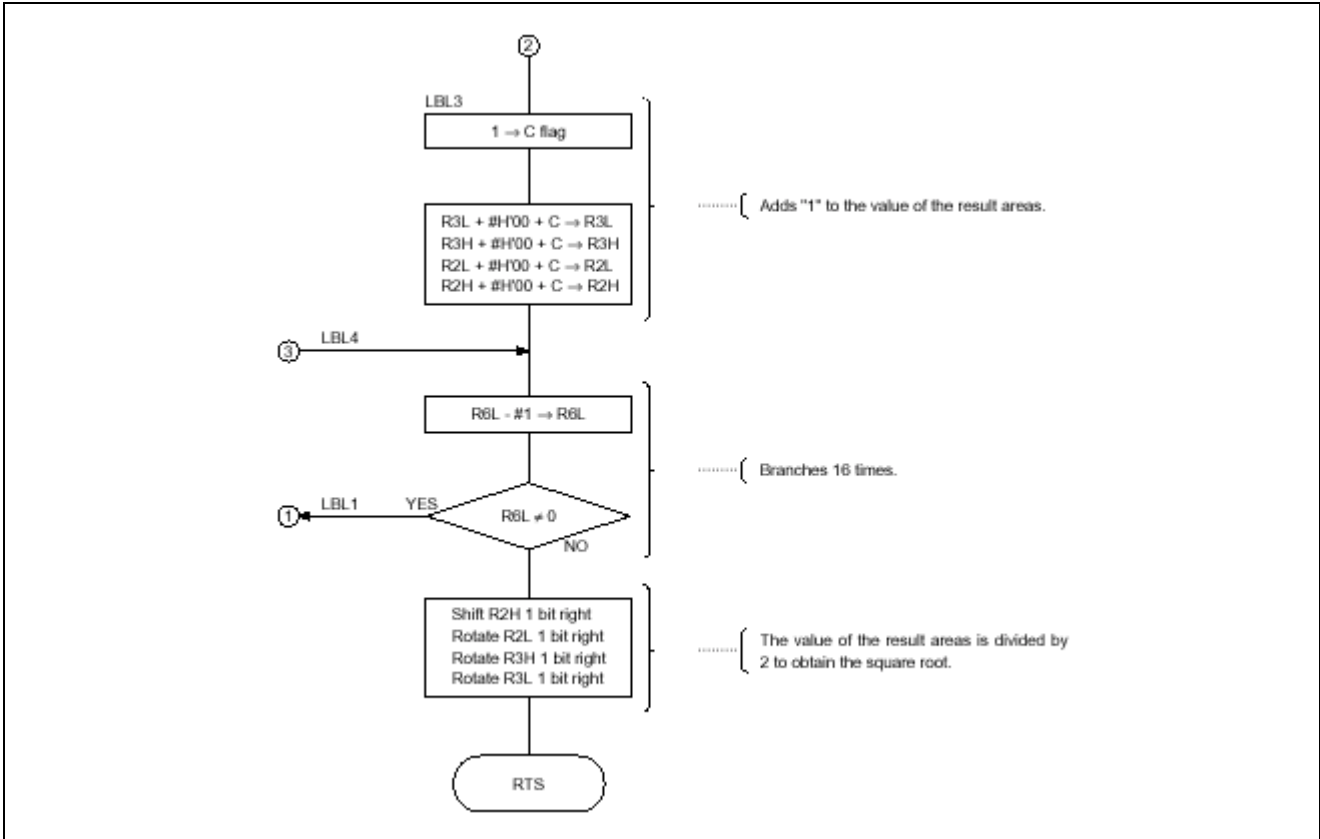 2
LBL3
1 → C flag
R3L + #H'00 + C → R3L
R3H + #H'00 + C → R3H
R2L + #H'00 + C → R2L
R2H + #H'00 + C → R2H
Adds "1" to the value of the result areas.
3
LBL4
R6L - #1 → R6L
Branches 16 times.
1
LBL1
YES
R6L ≠ 0
NO
Shift R2H 1 bit right
Rotate R2L 1 bit right
Rotate R3H 1 bit right
Rotate R3L 1 bit right
The value of the result areas is divided by
2 to obtain the square root.
RTS